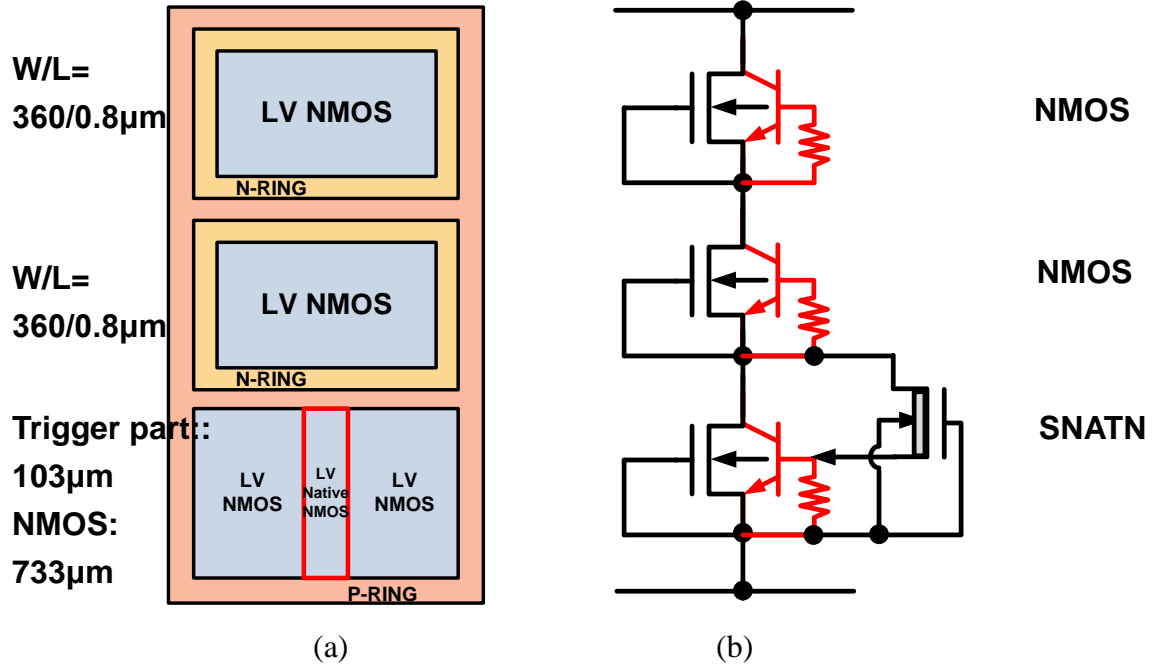 W/L=
360/0.8µm
LV NMOS
N-RING
W/L=
360/0.8µm
LV NMOS
N-RING
Trigger part::
103µm
NMOS:
733µm
LV
NMOS
LV
Native
NMOS
LV
NMOS
P-RING
(a)
NMOS
NMOS
SNATN
(b)